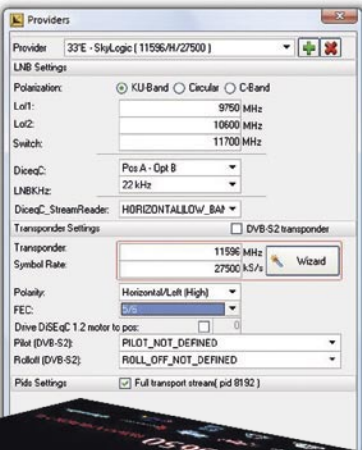 Providers
Provider 33°E - SkyLogic ( 11596/H/27500 )
LNB Settings
Polarization: KU-Band Circular C-Band
Lof1: 9750 MHz
Lof2: 10600 MHz
Switch: 11700 MHz
DiceqC: Pos A - Opt B
LNBKHz: 22 kHz
DiceqC_StreamReader: HORIZONTAL|LOW_BAN
Transponder Settings DVB-S2 transponder
Transponder: 11596 MHz
Symbol Rate: 27500 kS/s Wizard
Polarity: Horizontal/Left (High)
FEC: 5/6
Drive DiSEqC 1.2 motor to pos: 0
Pilot (DVB-S2): PILOT_NOT_DEFINED
Rolloff (DVB-S2): ROLL_OFF_NOT_DEFINED
Pids Settings Full transport stream( pid 8192 )